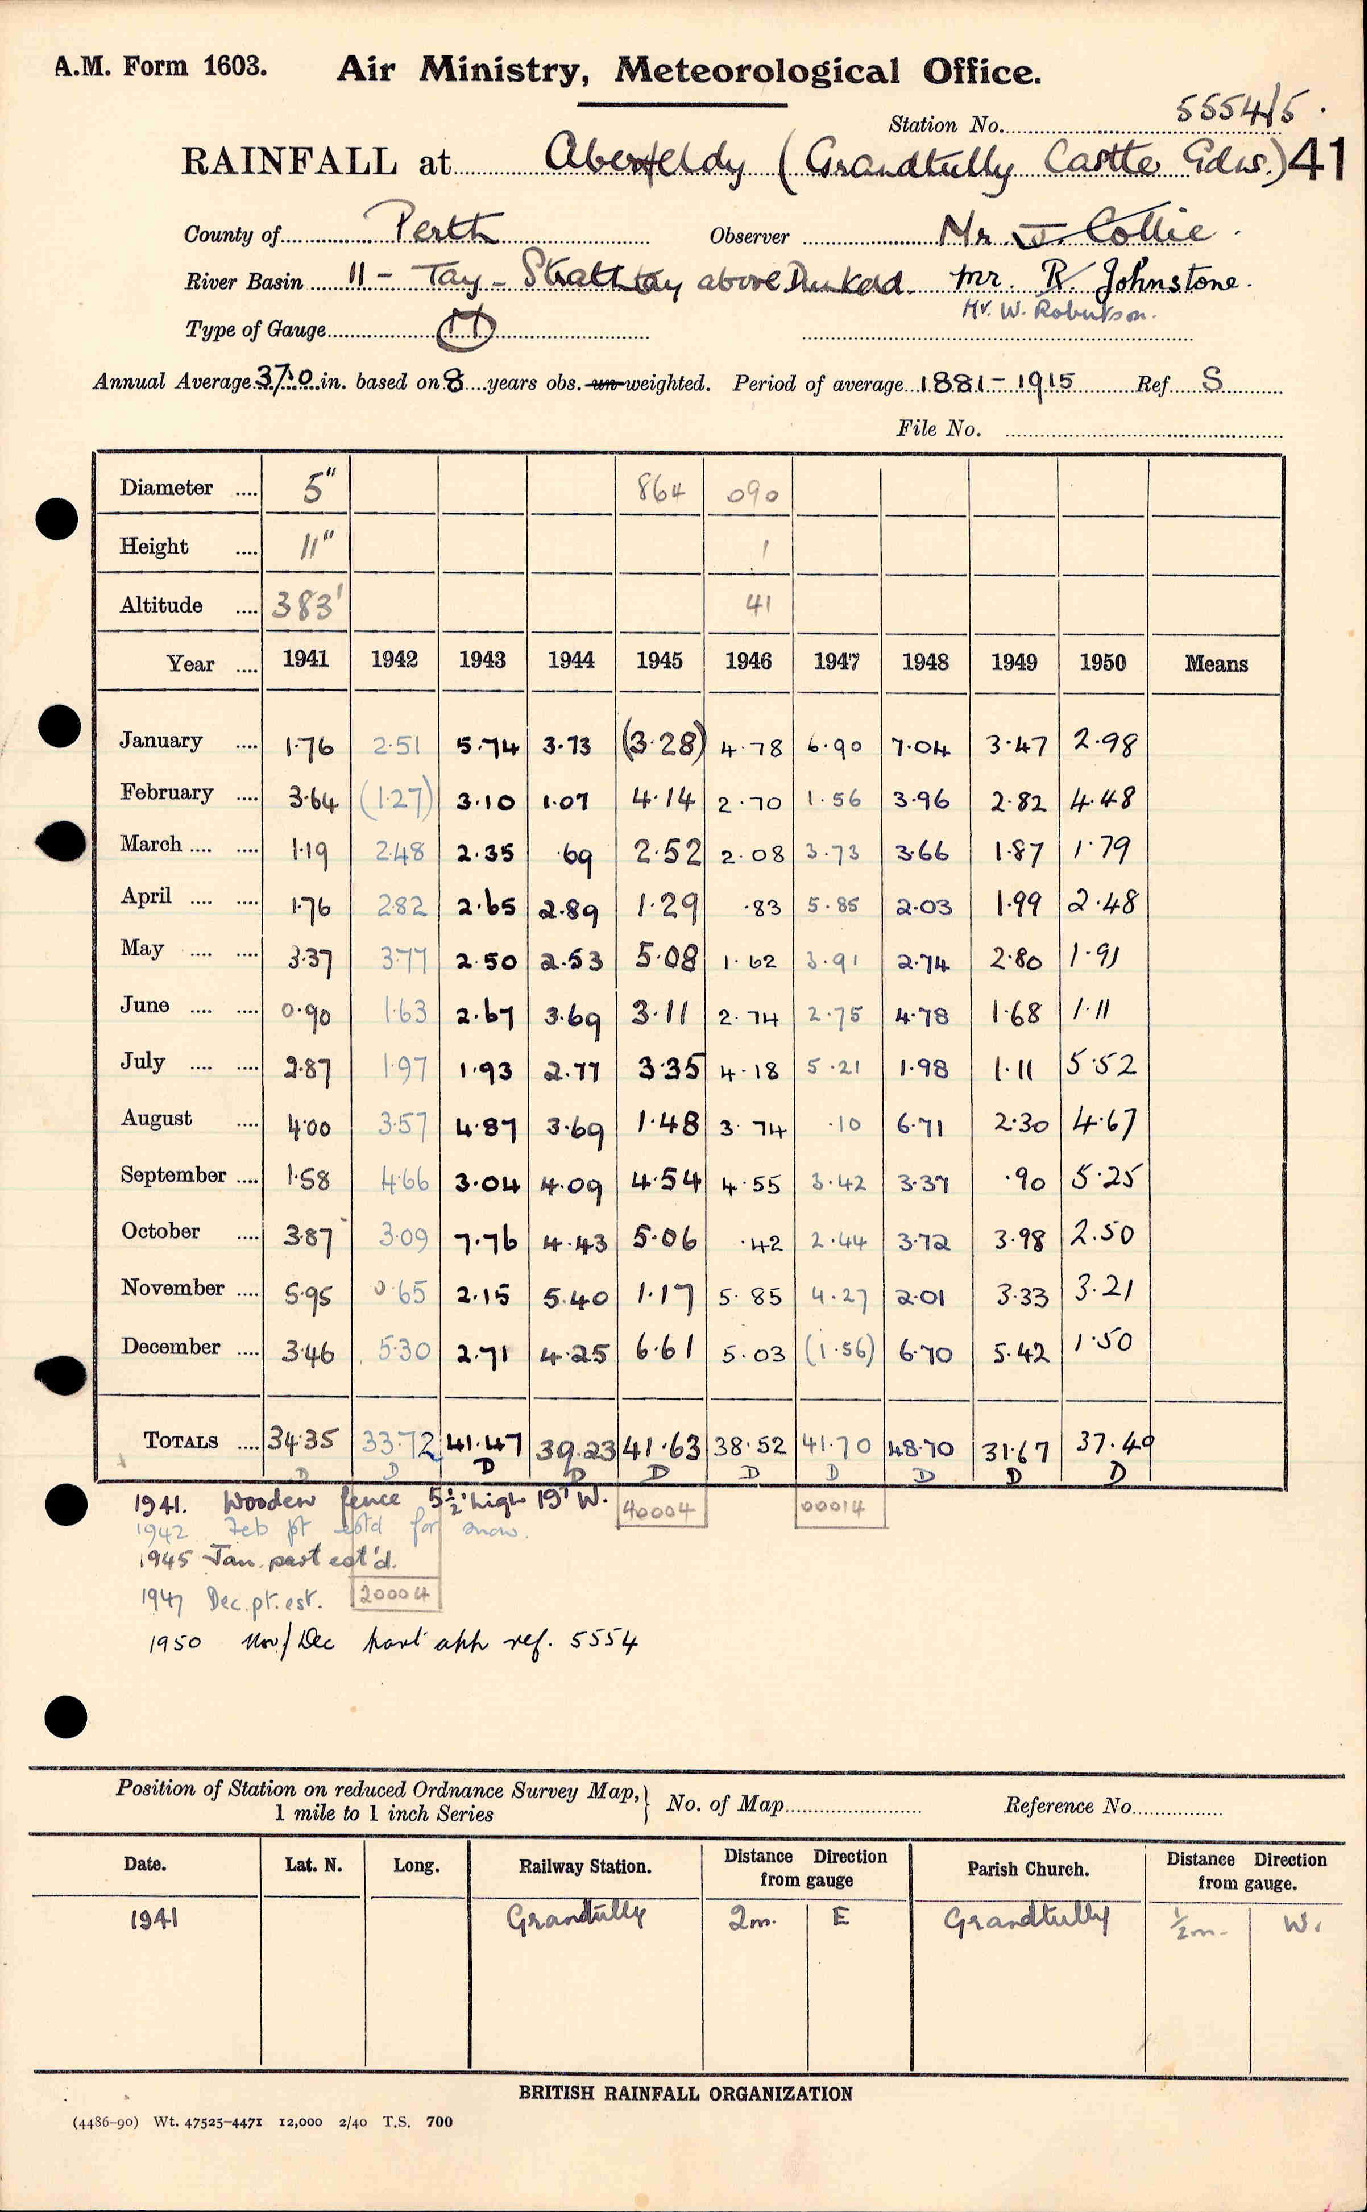 A.M. Form 1603. Air Ministry, Meteorological Office.
Station No. 5554/5.
RAINFALL at Aberfeldy (Grandtully Castle Gdns.) 41
County of Perth Observer Mr J. Collie.
River Basin 11 - Tay - Strathtay above Dunkeld. Mr. R Johnstone.
Mr. W. Robertson.
Type of Gauge M
Annual Average 37.0 in. based on 8 years obs. un-weighted. Period of average 1881-1915 Ref S
File No.
Diameter .... 5" 864 090
Height .... 11" 1
Altitude .... 383' 41
Year .... 1941 1942 1943 1944 1945 1946 1947 1948 1949 1950 Means
January .... 1.76 2.51 5.74 3.73 (3.28) 4.78 6.90 7.04 3.47 2.98
February .... 3.64 (1.27) 3.10 1.07 4.14 2.70 1.56 3.96 2.82 4.48
March .... .... 1.19 2.48 2.35 .69 2.52 2.08 3.73 3.66 1.87 1.79
April .... .... 1.76 2.82 2.65 2.89 1.29 .83 5.85 2.03 1.99 2.48
May .... .... 3.37 3.77 2.50 2.53 5.08 1.62 3.91 2.74 2.80 1.91
June .... .... 0.90 1.63 2.67 3.69 3.11 2.74 2.75 4.78 1.68 1.11
July .... .... 2.87 1.97 1.93 2.77 3.35 4.18 5.21 1.98 1.11 5.52
August .... 4.00 3.57 4.87 3.69 1.48 3.74 .10 6.71 2.30 4.67
September .... 1.58 4.66 3.04 4.09 4.54 4.55 3.42 3.37 .90 5.25
October .... 3.87 3.09 7.76 4.43 5.06 .42 2.44 3.72 3.98 2.50
November .... 5.95 0.65 2.15 5.40 1.17 5.85 4.27 2.01 3.33 3.21
December .... 3.46 5.30 2.71 4.25 6.61 5.03 (1.56) 6.70 5.42 1.50
TOTALS .... 34.35 33.72 41.47 39.23 41.63 38.52 41.70 48.70 31.67 37.40
D D D D D D D D D D
1941. Wooden fence 5½' high 19' W. 40004 00014
1942 Feb pt estd for snow.
1945 Jan. part est'd.
1947 Dec. pt. est. 20004
1950 Nov/Dec part app ref. 5554
Position of Station on reduced Ordnance Survey Map, 1 mile to 1 inch Series } No. of Map Reference No.
Date. Lat. N. Long. Railway Station. Distance Direction from gauge Parish Church. Distance Direction from gauge.
1941 Grandtully 2m. E Grandtully ½m. W.
BRITISH RAINFALL ORGANIZATION
(4486-90) Wt. 47525-4471 12,000 2/40 T.S. 700